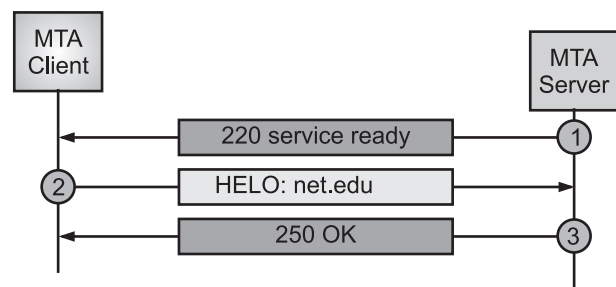 MTA
Client
MTA
Server
220 service ready
1
2
HELO: net.edu
250 OK
3